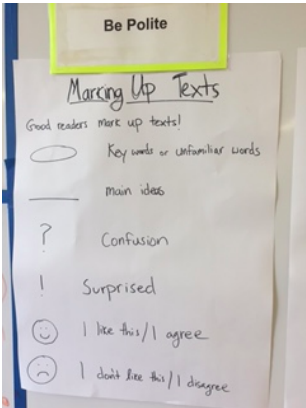 Be Polite
Marking Up Texts
Good readers mark up texts!
Key words or unfamiliar words
main ideas
? Confusion
! Surprised
I like this/I agree
I don't like this/I disagree